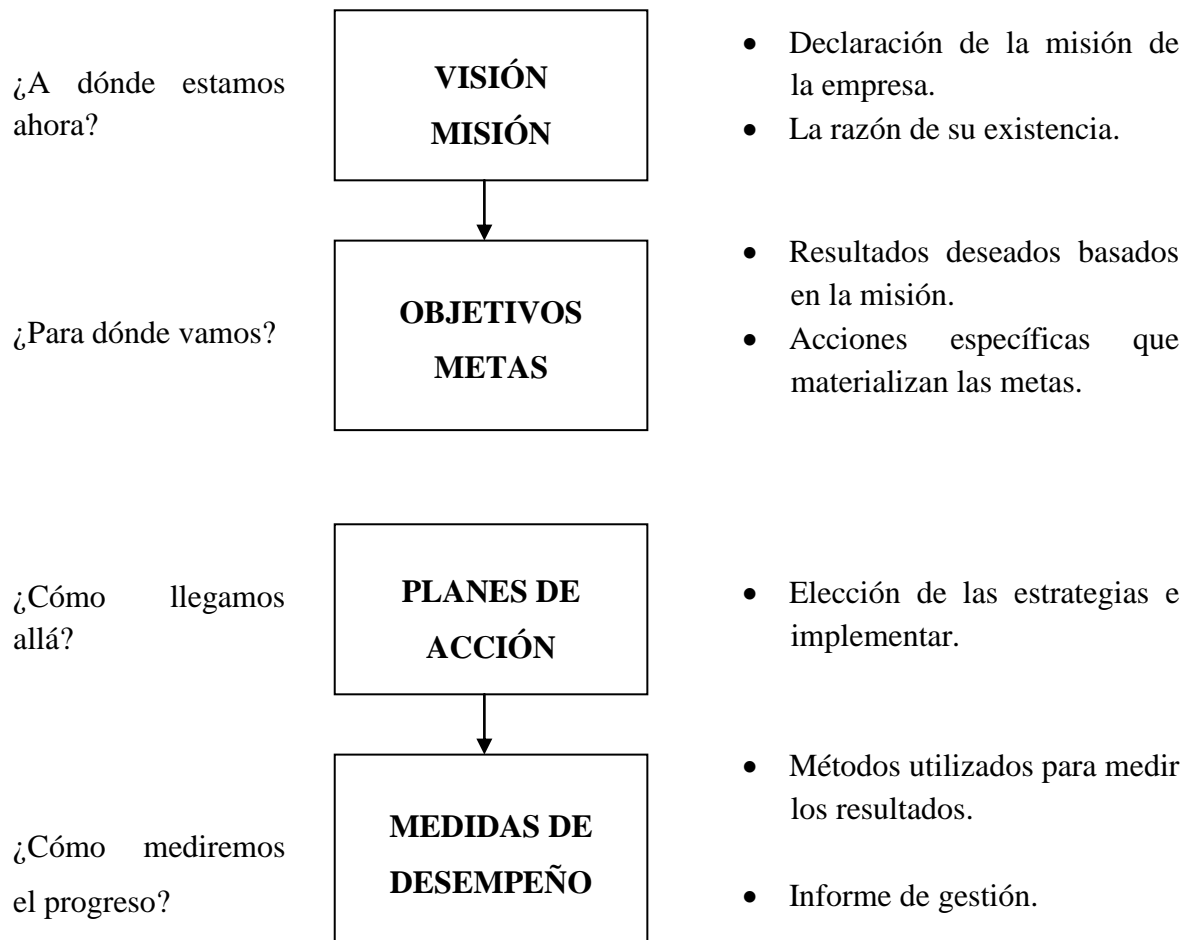 ¿A dónde estamos
ahora?
VISIÓN
MISIÓN
• Declaración de la misión de
la empresa.
• La razón de su existencia.
¿Para dónde vamos?
OBJETIVOS
METAS
• Resultados deseados basados
en la misión.
• Acciones específicas que
materializan las metas.
¿Cómo llegamos
allá?
PLANES DE
ACCIÓN
• Elección de las estrategias e
implementar.
¿Cómo mediremos
el progreso?
MEDIDAS DE
DESEMPEÑO
• Métodos utilizados para medir
los resultados.
• Informe de gestión.